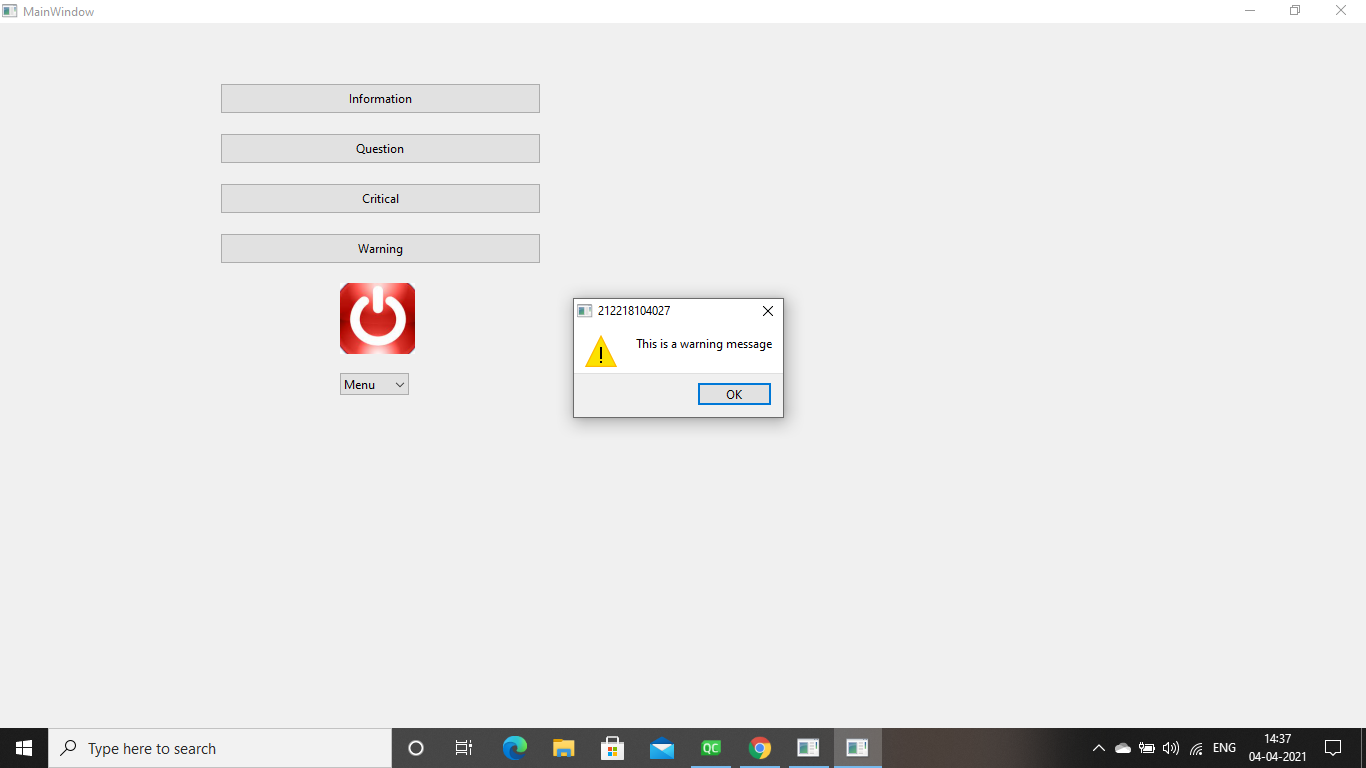 MainWindow
Information
Question
Critical
Warning
212218104027
This is a warning message
OK
Menu
Type here to search
QC
ENG
14:37
04-04-2021